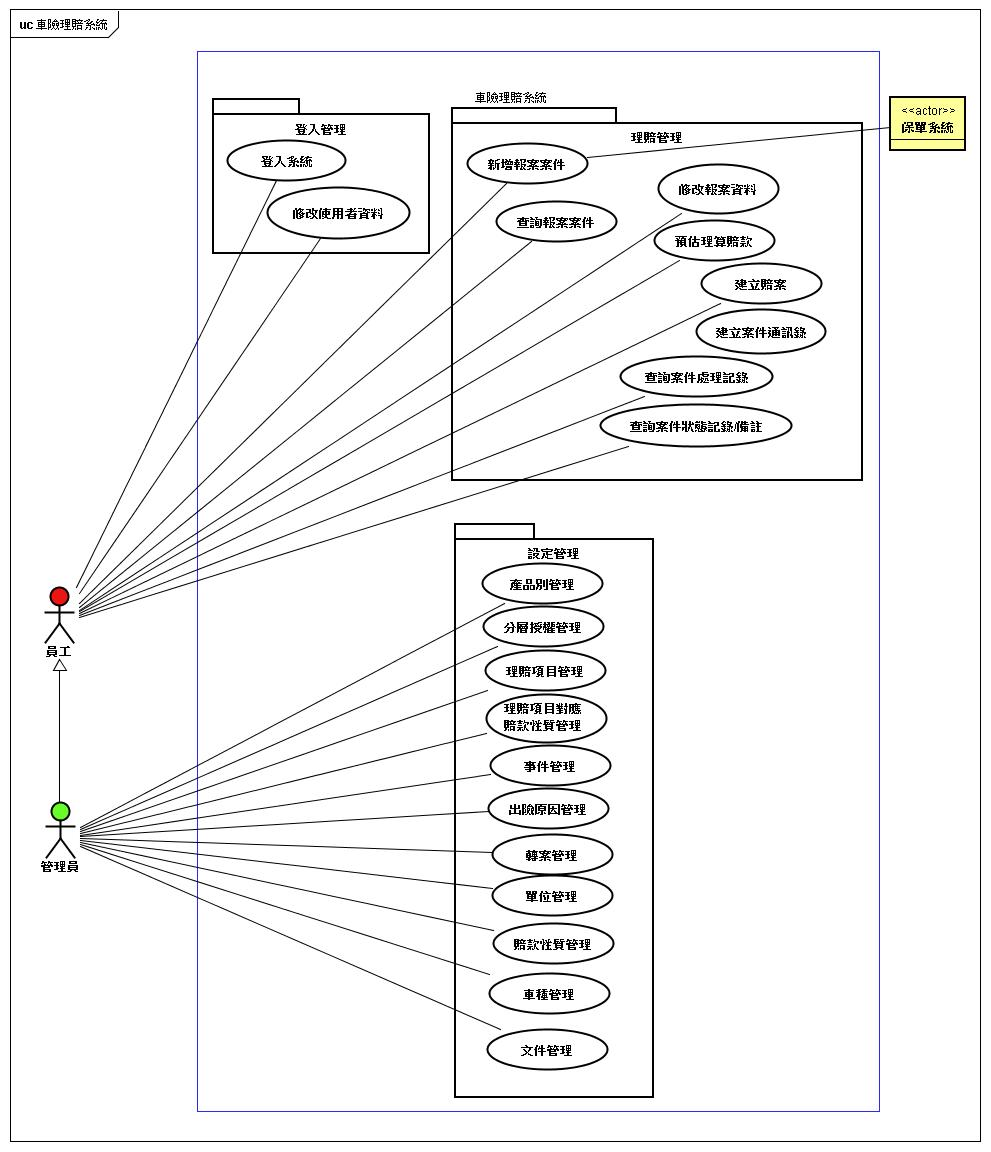 uc 車險理賠系統
車險理賠系統
登入管理
登入系統
修改使用者資料
理賠管理
新增報案案件
修改報案資料
查詢報案案件
預估理算賠款
建立賠案
建立案件通訊錄
查詢案件處理記錄
查詢案件狀態記錄/備註
<<actor>>
保單系統
設定管理
產品別管理
分層授權管理
理賠項目管理
理賠項目對應
賠款性質管理
事件管理
出險原因管理
轉案管理
單位管理
賠款性質管理
車種管理
文件管理
員工
管理員